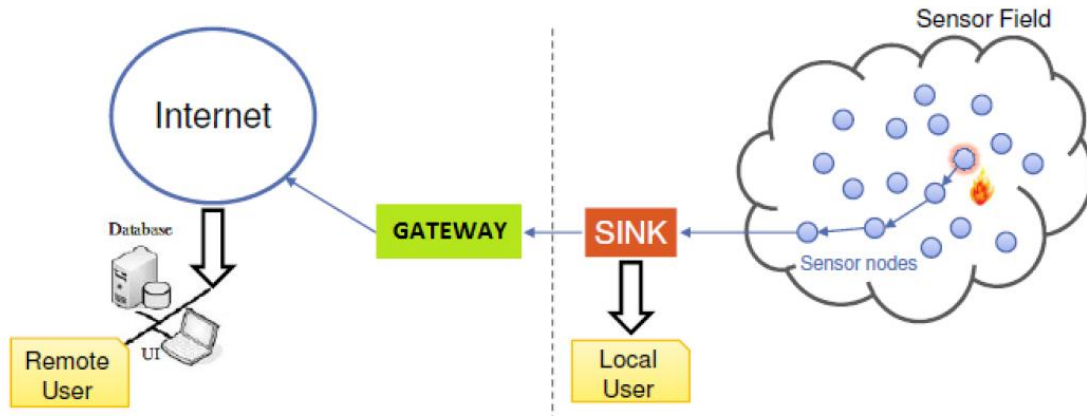 Sensor Field
Internet
GATEWAY
SINK
Sensor nodes
Database
UI
Remote
User
Local
User